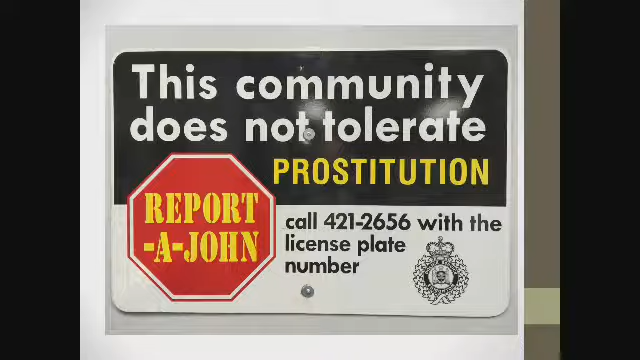 This community
does not tolerate
PROSTITUTION
REPORT
-A-JOHN
call 421-2656 with the
license plate
number